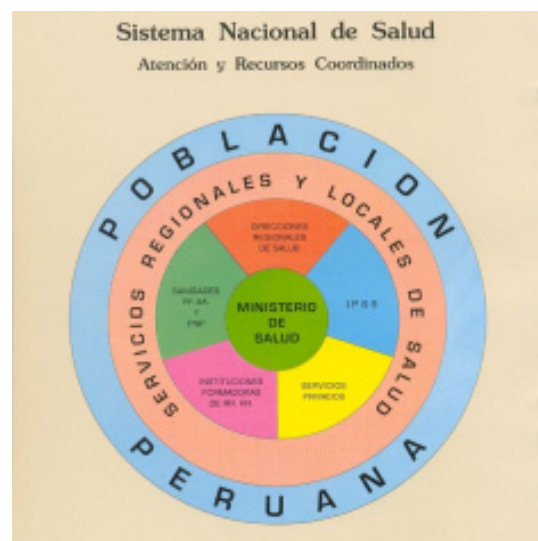 Sistema Nacional de Salud
Atención y Recursos Coordinados
POBLACION
SERVICIOS REGIONALES Y LOCALES DE SALUD
DIRECCIONES
REGIONALES
DE SALUD
SANIDADES
FF.AA.
Y
PNP
I P S S
MINISTERIO
DE
SALUD
INSTITUCIONES
FORMADORAS
DE RR. HH.
SERVICIOS
PRIVADOS
PERUANA